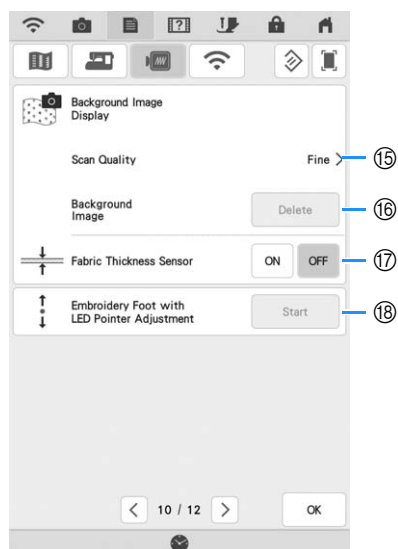 Background Image
Display
Scan Quality
Fine >
⑮
Background
Image
Delete
⑯
Fabric Thickness Sensor
ON
OFF
⑰
Embroidery Foot with
LED Pointer Adjustment
Start
⑱
< 10 / 12 >
OK